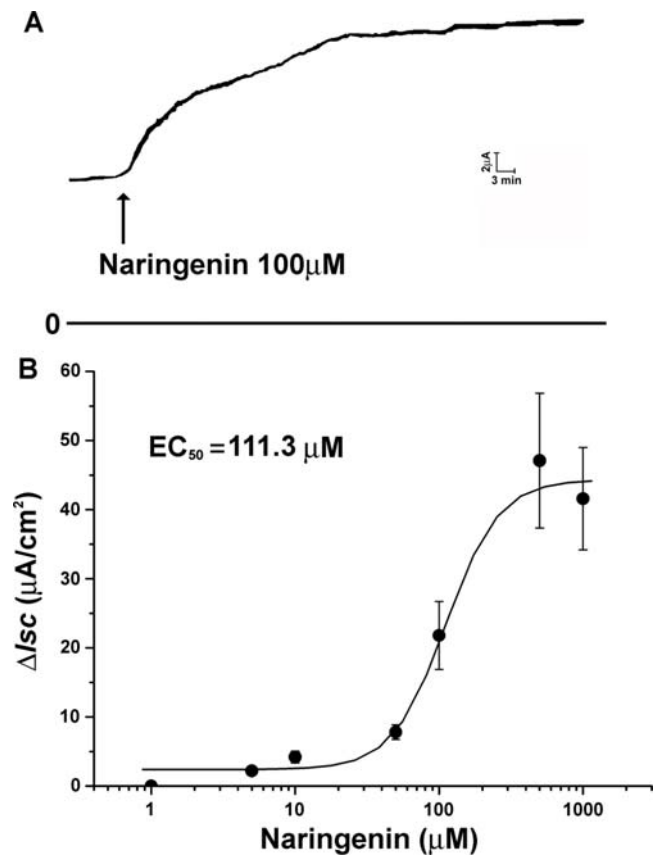 A
2μA
3 min
Naringenin 100μM
0
B
60
50
40
30
20
10
0
EC₅₀ = 111.3 μM
ΔIsc (μA/cm²)
1 10 100 1000
Naringenin (μM)